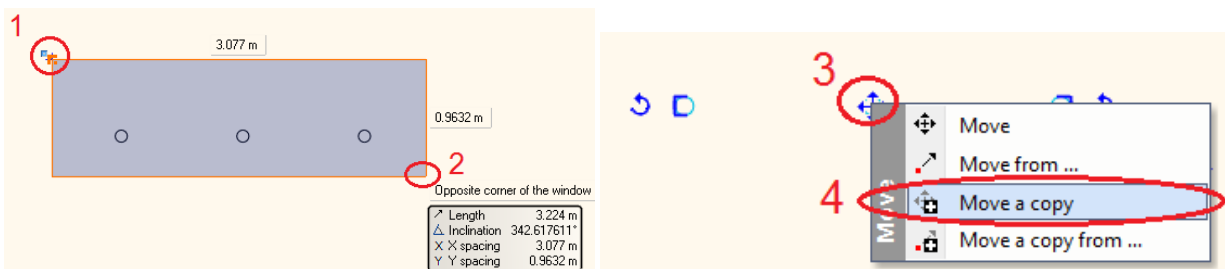 1
3.077 m
0.9632 m
2
Opposite corner of the window
Length 3.224 m
Inclination 342.617611°
X X spacing 3.077 m
Y Y spacing 0.9632 m
3
Move
Move
Move from ...
4 Move a copy
Move a copy from ...